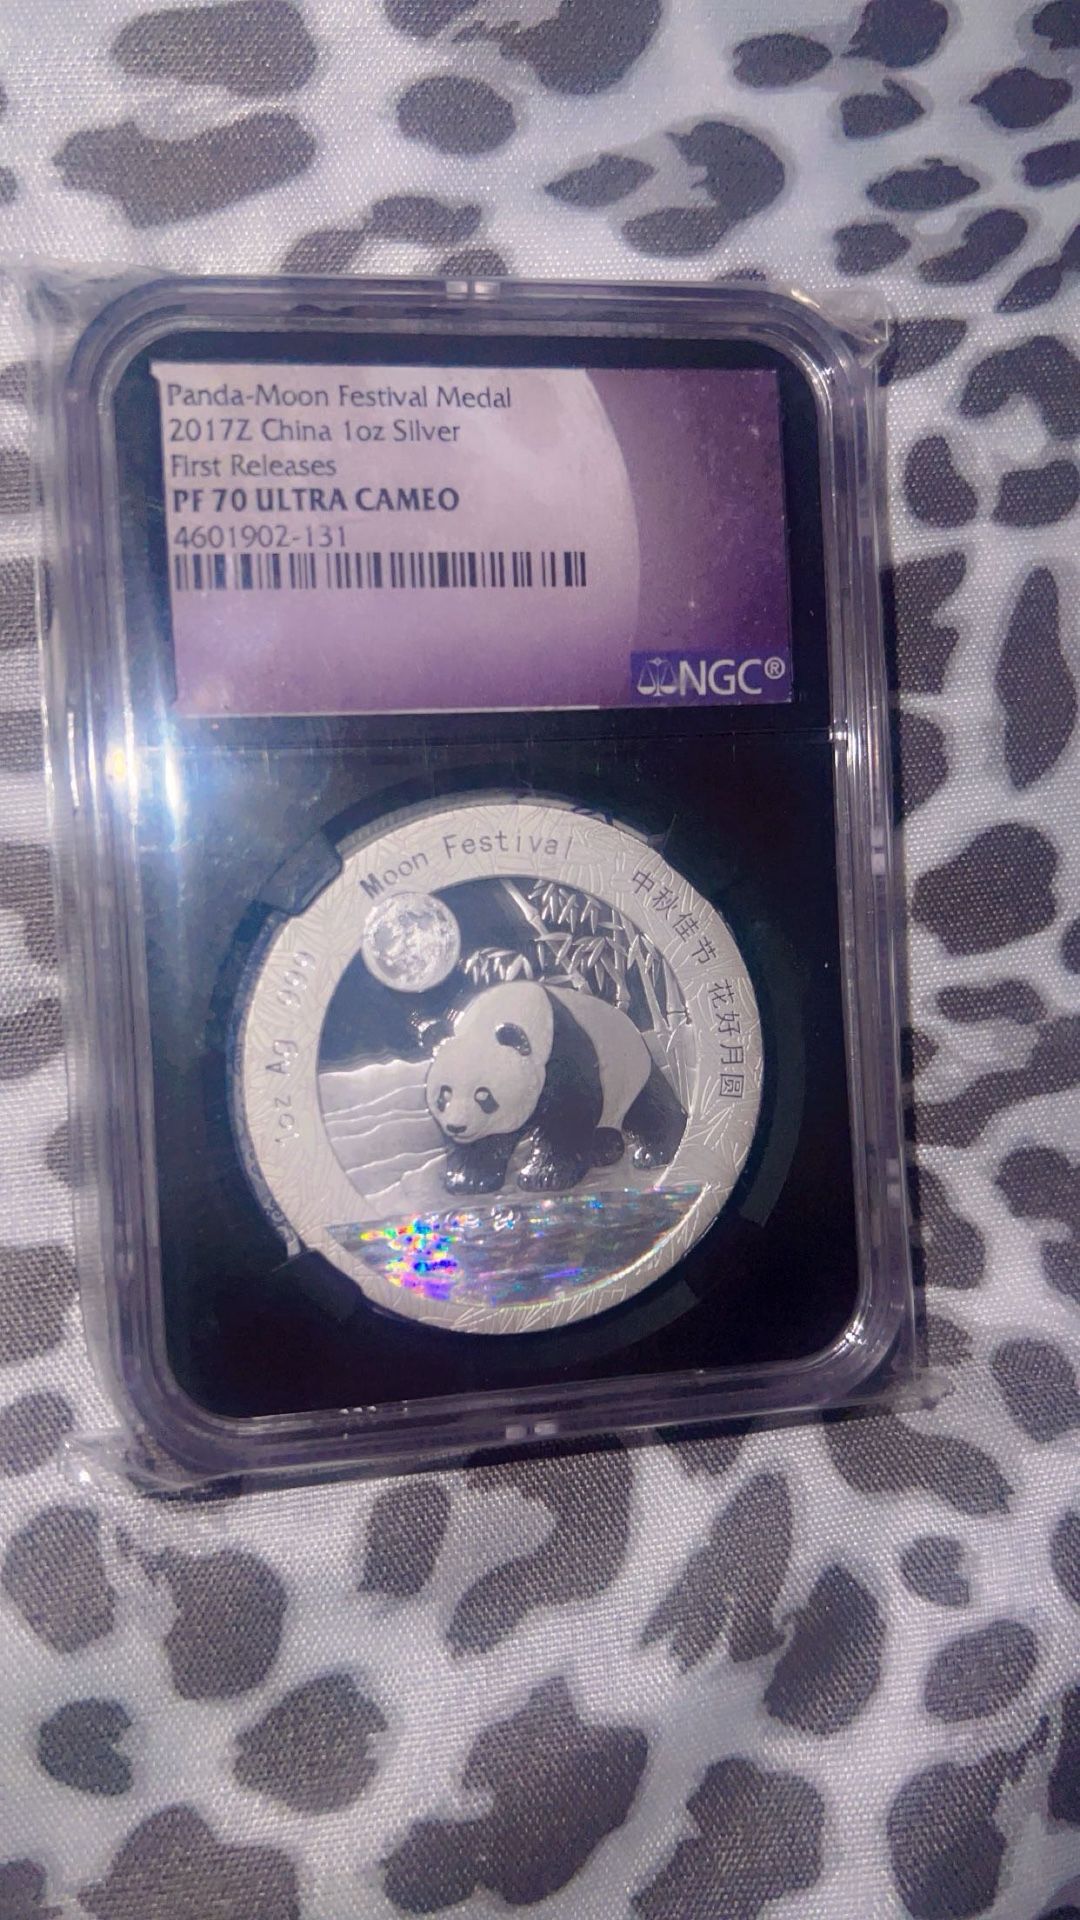 Panda-Moon Festival Medal
2017Z China 1oz Silver
First Releases
PF 70 ULTRA CAMEO
4601902-131
NGC®
Moon Festival
中秋佳节 花好月圆
1oz Ag .999